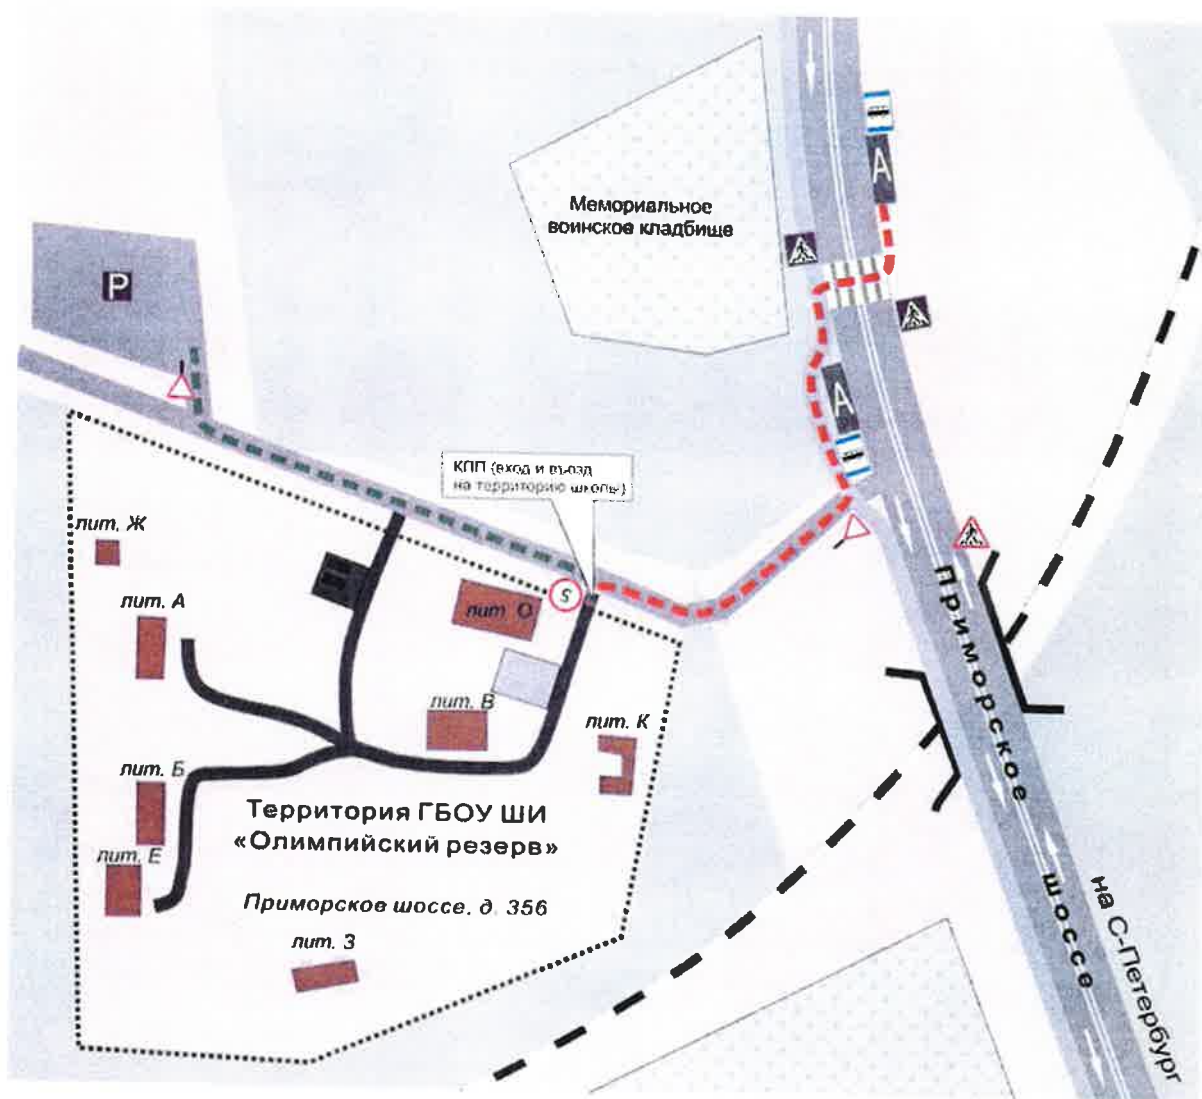 Мемориальное
воинское кладбище
А
Р
А
КПП (вход и въезд
на территорию школы)
лит. Ж
лит. А
лит. О
5
лит. В
лит. К
лит. Б
лит. Е
Территория ГБОУ ШИ
«Олимпийский резерв»
Приморское шоссе, д. 356
лит. З
Приморское шоссе
на С-Петербург